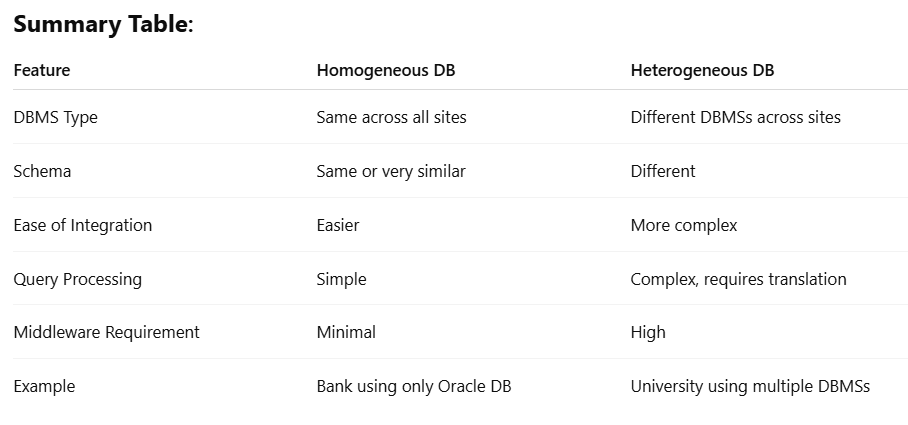 Summary Table:
Feature Homogeneous DB Heterogeneous DB
DBMS Type Same across all sites Different DBMSs across sites
Schema Same or very similar Different
Ease of Integration Easier More complex
Query Processing Simple Complex, requires translation
Middleware Requirement Minimal High
Example Bank using only Oracle DB University using multiple DBMSs